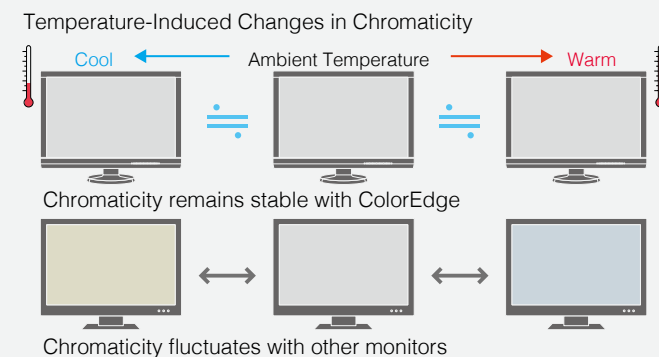 Temperature-Induced Changes in Chromaticity
Cool Ambient Temperature Warm
Chromaticity remains stable with ColorEdge
Chromaticity fluctuates with other monitors